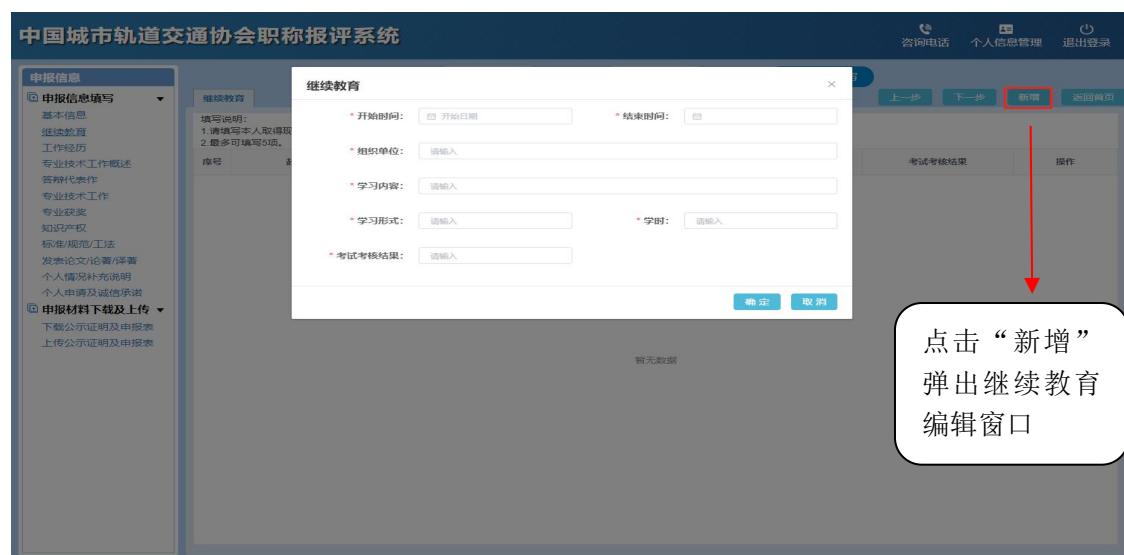 中国城市轨道交通协会职称报评系统
咨询电话 个人信息管理 退出登录
申报信息
申报信息填写
基本信息
继续教育
工作经历
专业技术工作概述
答辩代表作
专业技术工作
专业获奖
知识产权
标准/规范/工法
发表论文/论著/译著
个人情况补充说明
个人申请及诚信承诺
申报材料下载及上传
下载公示证明及申报表
上传公示证明及申报表
继续教育
上一步 下一步 新增 返回首页
填写说明:
1.请填写本人取得现
2.最多可填写5项。
序号 考试考核结果 操作
暂无数据
继续教育 ×
* 开始时间: 开始日期 * 结束时间:
* 组织单位: 请输入
* 学习内容: 请输入
* 学习形式: 请输入 * 学时: 请输入
* 考试考核结果: 请输入
确定 取消
点击“新增”
弹出继续教育
编辑窗口